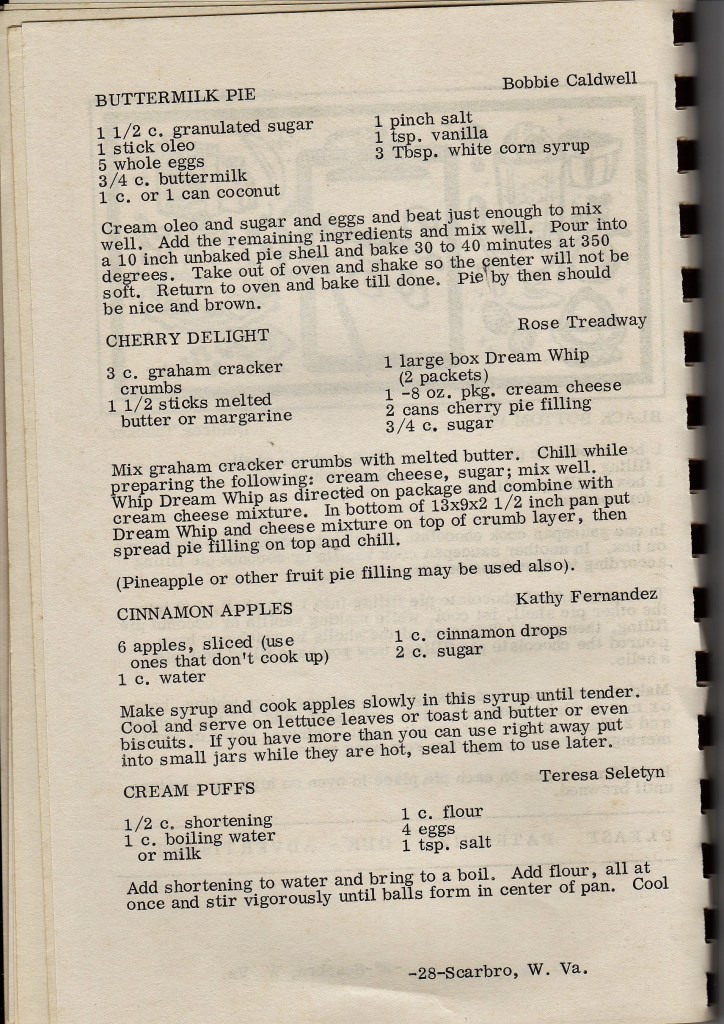 BUTTERMILK PIE Bobbie Caldwell
1 1/2 c. granulated sugar
1 stick oleo
5 whole eggs
3/4 c. buttermilk
1 c. or 1 can coconut
1 pinch salt
1 tsp. vanilla
3 Tbsp. white corn syrup
Cream oleo and sugar and eggs and beat just enough to mix
well. Add the remaining ingredients and mix well. Pour into
a 10 inch unbaked pie shell and bake 30 to 40 minutes at 350
degrees. Take out of oven and shake so the center will not be
soft. Return to oven and bake till done. Pie by then should
be nice and brown.
CHERRY DELIGHT Rose Treadway
3 c. graham cracker
crumbs
1 1/2 sticks melted
butter or margarine
1 large box Dream Whip
(2 packets)
1 -8 oz. pkg. cream cheese
2 cans cherry pie filling
3/4 c. sugar
Mix graham cracker crumbs with melted butter. Chill while
preparing the following: cream cheese, sugar; mix well.
Whip Dream Whip as directed on package and combine with
cream cheese mixture. In bottom of 13x9x2 1/2 inch pan put
Dream Whip and cheese mixture on top of crumb layer, then
spread pie filling on top and chill.
(Pineapple or other fruit pie filling may be used also).
CINNAMON APPLES Kathy Fernandez
6 apples, sliced (use
ones that don't cook up)
1 c. water
1 c. cinnamon drops
2 c. sugar
Make syrup and cook apples slowly in this syrup until tender.
Cool and serve on lettuce leaves or toast and butter or even
biscuits. If you have more than you can use right away put
into small jars while they are hot, seal them to use later.
CREAM PUFFS Teresa Seletyn
1/2 c. shortening
1 c. boiling water
or milk
1 c. flour
4 eggs
1 tsp. salt
Add shortening to water and bring to a boil. Add flour, all at
once and stir vigorously until balls form in center of pan. Cool
-28-Scarbro, W. Va.